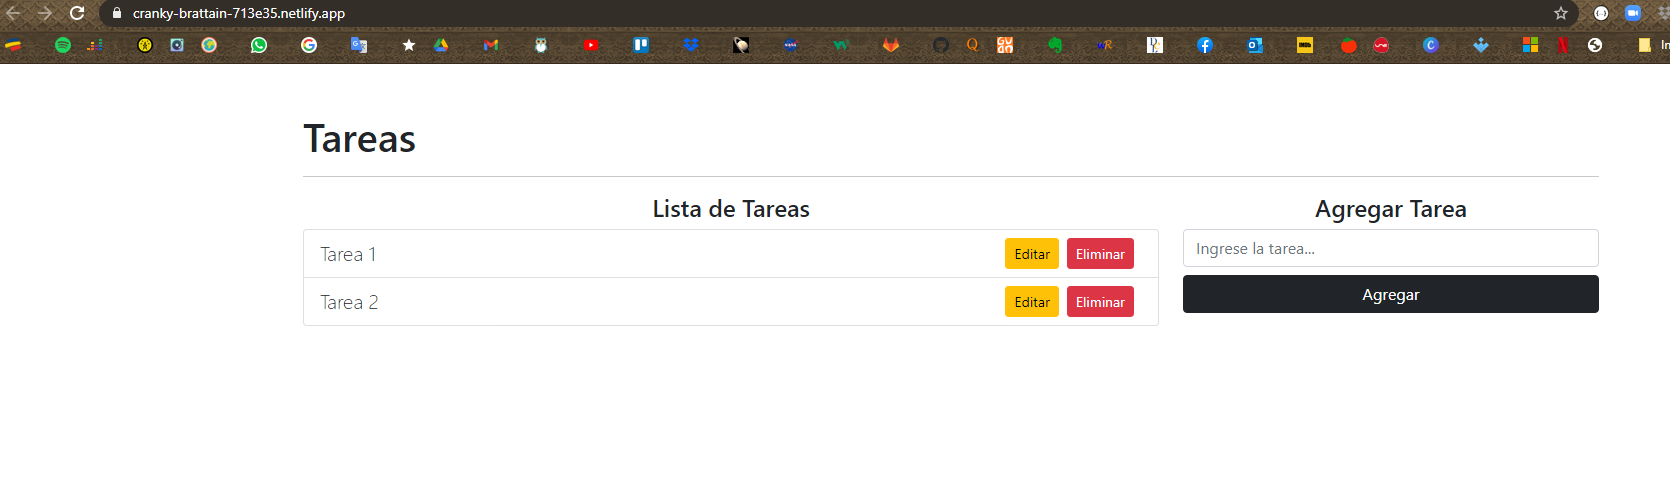 cranky-brattain-713e35.netlify.app
Tareas
Lista de Tareas
Tarea 1
Editar
Eliminar
Tarea 2
Editar
Eliminar
Agregar Tarea
Ingrese la tarea...
Agregar